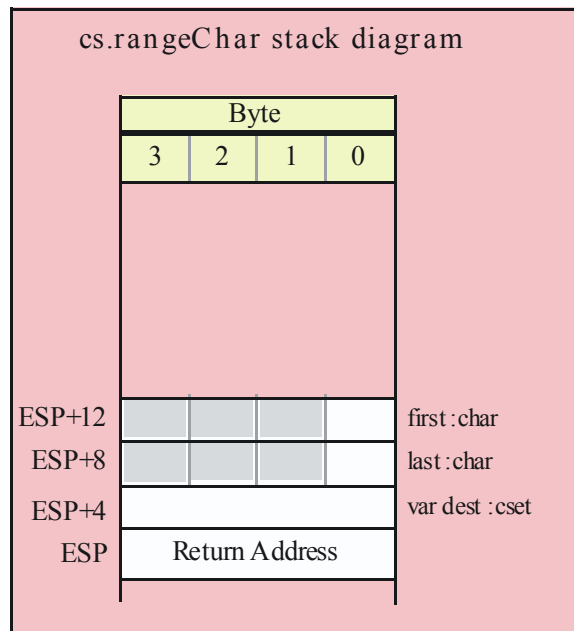 cs.rangeChar stack diagram
Byte
3 2 1 0
ESP+12 first:char
ESP+8 last:char
ESP+4 var dest:cset
ESP Return Address